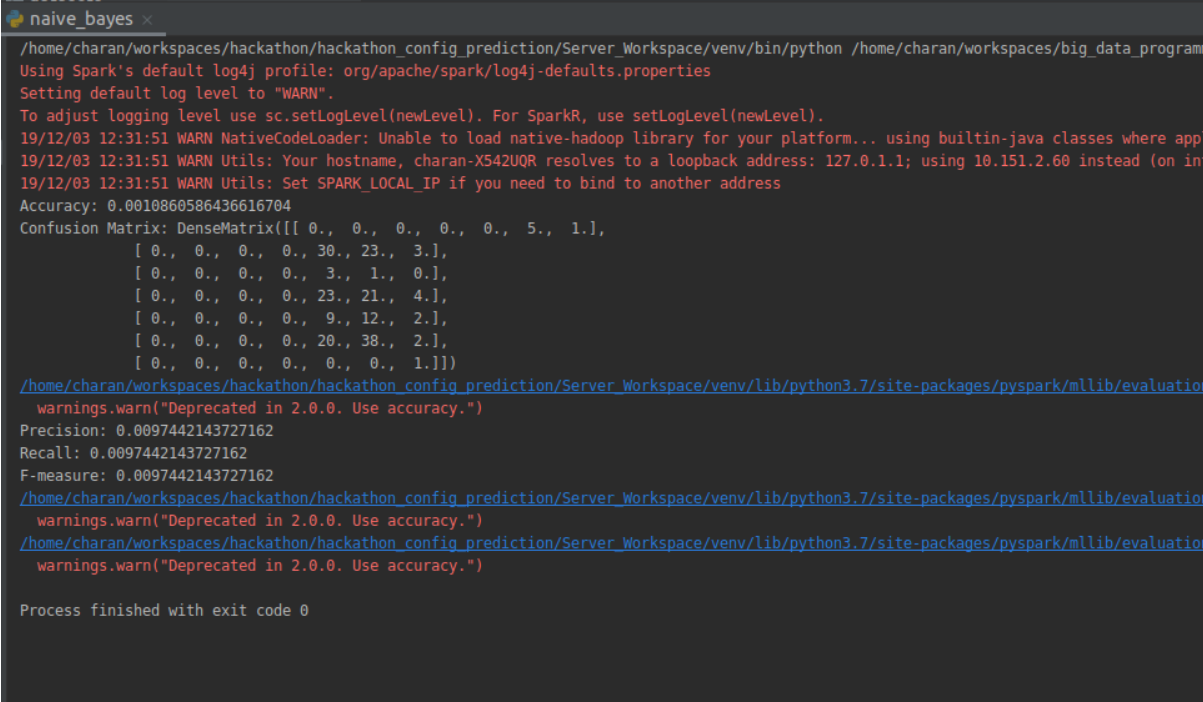 naive_bayes
/home/charan/workspaces/hackathon/hackathon_config_prediction/Server_Workspace/venv/bin/python /home/charan/workspaces/big_data_programm
Using Spark's default log4j profile: org/apache/spark/log4j-defaults.properties
Setting default log level to "WARN".
To adjust logging level use sc.setLogLevel(newLevel). For SparkR, use setLogLevel(newLevel).
19/12/03 12:31:51 WARN NativeCodeLoader: Unable to load native-hadoop library for your platform... using builtin-java classes where app
19/12/03 12:31:51 WARN Utils: Your hostname, charan-X542UQR resolves to a loopback address: 127.0.1.1; using 10.151.2.60 instead (on in
19/12/03 12:31:51 WARN Utils: Set SPARK_LOCAL_IP if you need to bind to another address
Accuracy: 0.0010860586436616704
Confusion Matrix: DenseMatrix([[ 0., 0., 0., 0., 0., 5., 1.],
[ 0., 0., 0., 0., 30., 23., 3.],
[ 0., 0., 0., 0., 3., 1., 0.],
[ 0., 0., 0., 0., 23., 21., 4.],
[ 0., 0., 0., 0., 9., 12., 2.],
[ 0., 0., 0., 0., 20., 38., 2.],
[ 0., 0., 0., 0., 0., 0., 1.]])
/home/charan/workspaces/hackathon/hackathon_config_prediction/Server_Workspace/venv/lib/python3.7/site-packages/pyspark/mllib/evaluation
warnings.warn("Deprecated in 2.0.0. Use accuracy.")
Precision: 0.0097442143727162
Recall: 0.0097442143727162
F-measure: 0.0097442143727162
/home/charan/workspaces/hackathon/hackathon_config_prediction/Server_Workspace/venv/lib/python3.7/site-packages/pyspark/mllib/evaluation
warnings.warn("Deprecated in 2.0.0. Use accuracy.")
/home/charan/workspaces/hackathon/hackathon_config_prediction/Server_Workspace/venv/lib/python3.7/site-packages/pyspark/mllib/evaluation
warnings.warn("Deprecated in 2.0.0. Use accuracy.")
Process finished with exit code 0